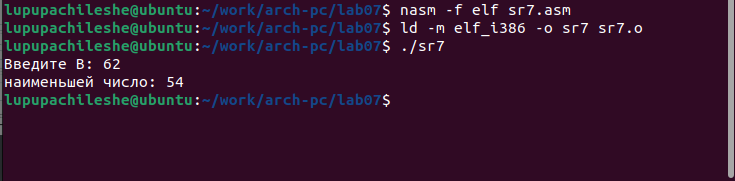 lupupachileshe@ubuntu:~/work/arch-pc/lab07$ nasm -f elf sr7.asm
lupupachileshe@ubuntu:~/work/arch-pc/lab07$ ld -m elf_i386 -o sr7 sr7.o
lupupachileshe@ubuntu:~/work/arch-pc/lab07$ ./sr7
Введите В: 62
наименьшей число: 54
lupupachileshe@ubuntu:~/work/arch-pc/lab07$